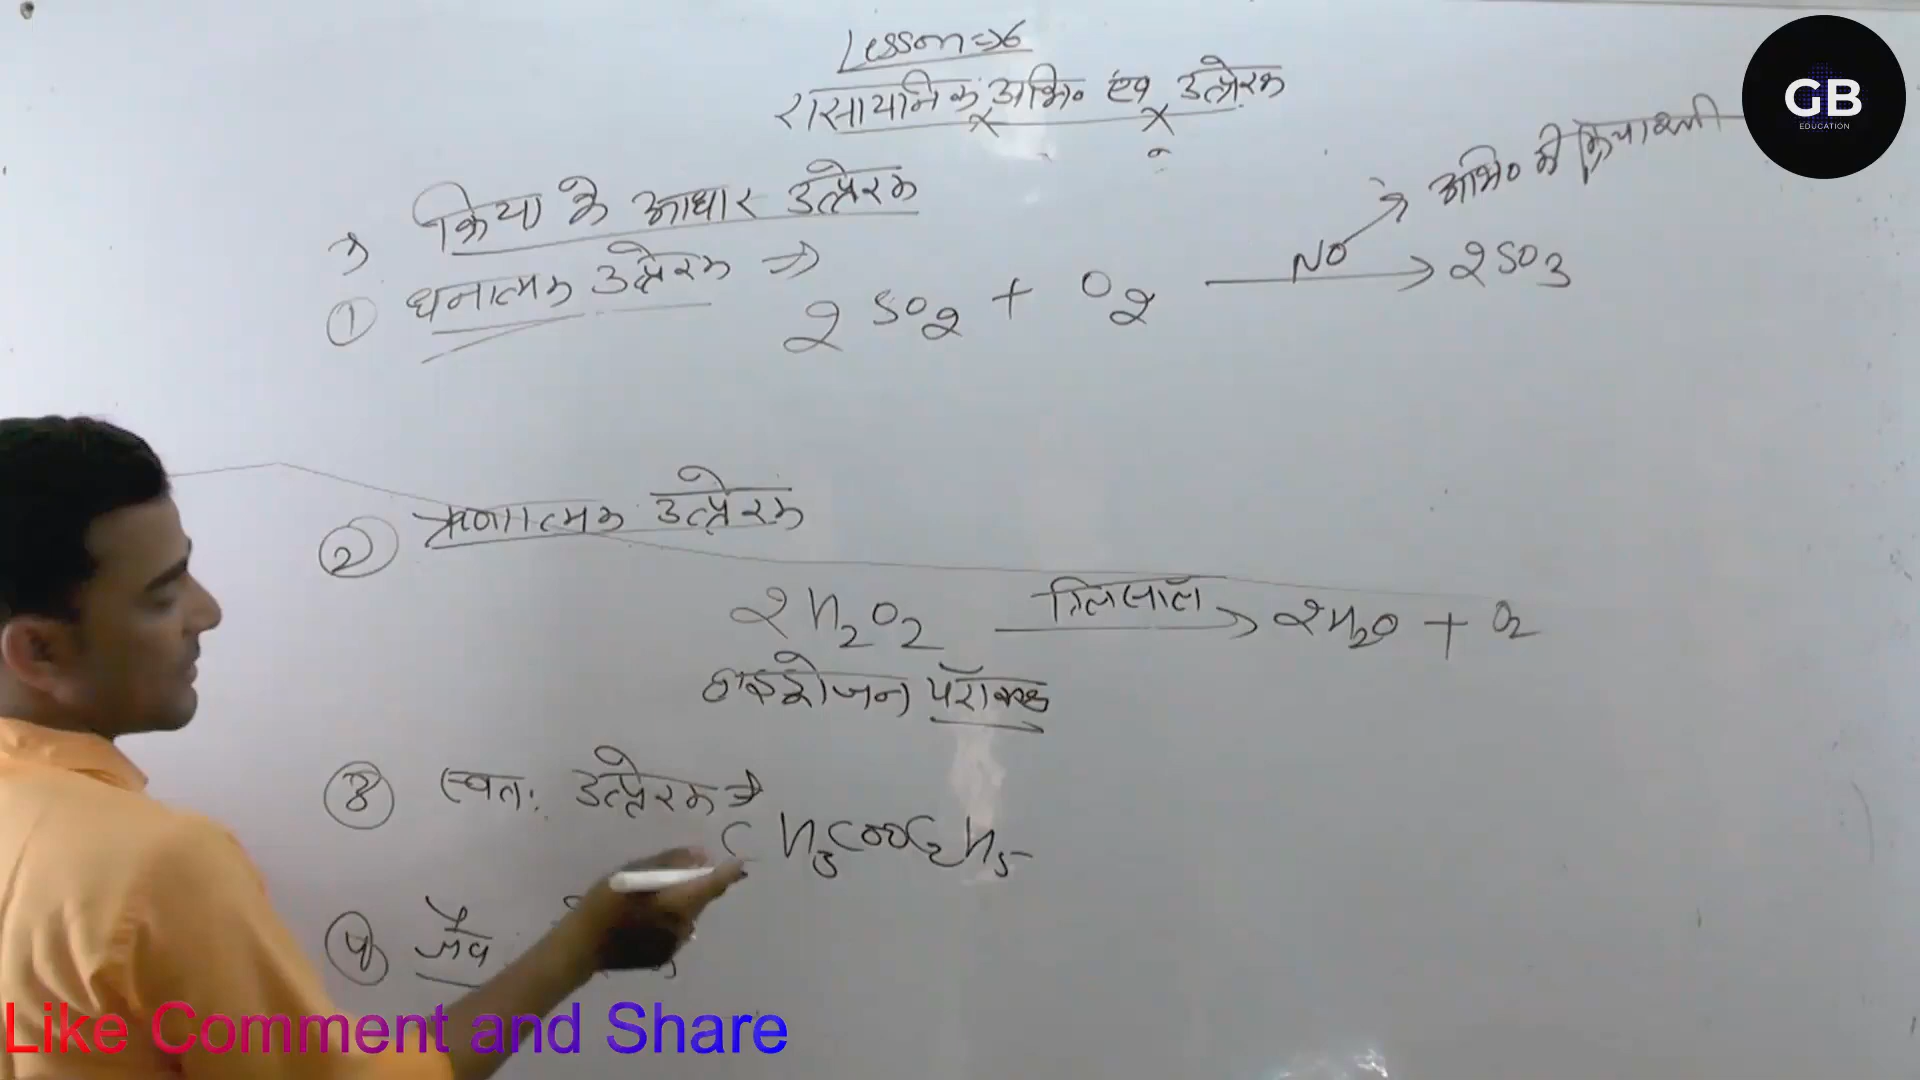 Lesson => 6
रासायनिक अभि० एव उत्प्रेरक
GB
EDUCATION
क्रिया के आधार उत्प्रेरक
① धनात्मक उत्प्रेरक =>
2SO2 + O2 NO → 2SO3
अभि० की
② ऋणात्मक उत्प्रेरक
2H2O2 → 2H2O + O2
हाइड्रोजन
③ स्वतः उत्प्रेरक →
CH3COOC2H5
④ जैव
Like Comment and Share